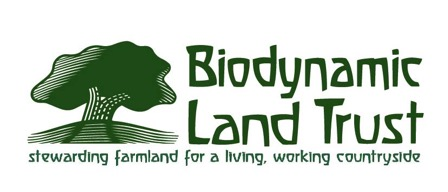 Biodynamic
Land Trust
stewarding farmland for a living, working countryside